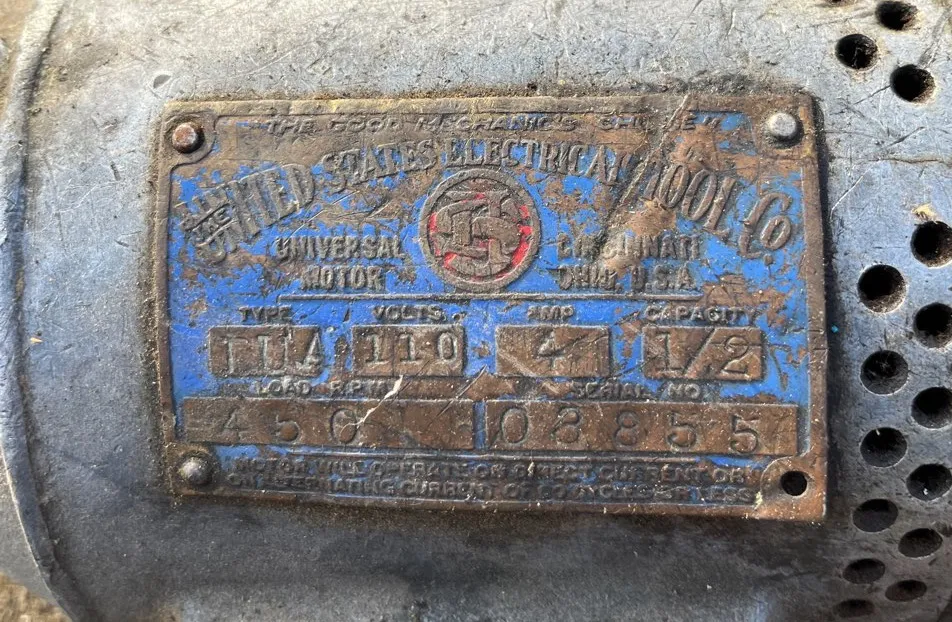 "THE GOOD MECHANIC'S CHOICE"
THE UNITED STATES ELECTRICAL TOOL CO.
UNIVERSAL MOTOR
CINCINNATI OHIO, U.S.A.
TYPE VOLTS AMP. CAPACITY
110 4 1/2
LOAD R.P.M. SERIAL NO.
450 08855
MOTOR WILL OPERATE ON DIRECT CURRENT OR
ON ALTERNATING CURRENT OF 60 CYCLES OR LESS